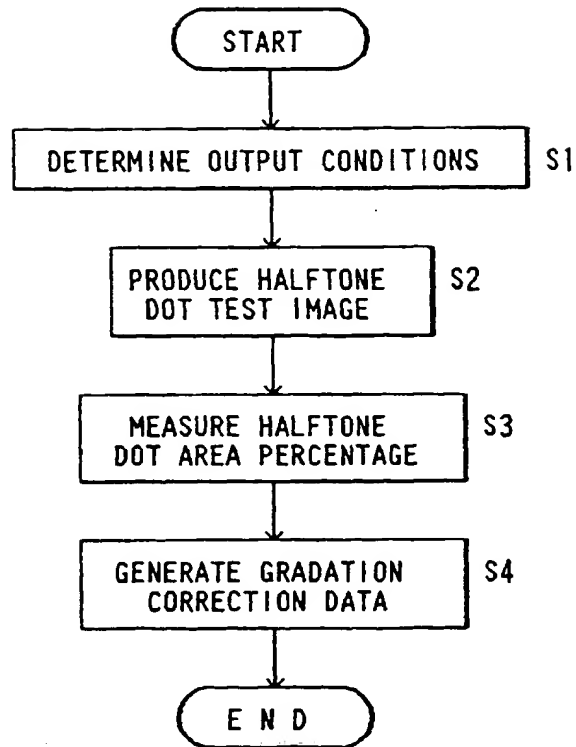 START
DETERMINE OUTPUT CONDITIONS S1
PRODUCE HALFTONE S2
DOT TEST IMAGE
MEASURE HALFTONE S3
DOT AREA PERCENTAGE
GENERATE GRADATION S4
CORRECTION DATA
END